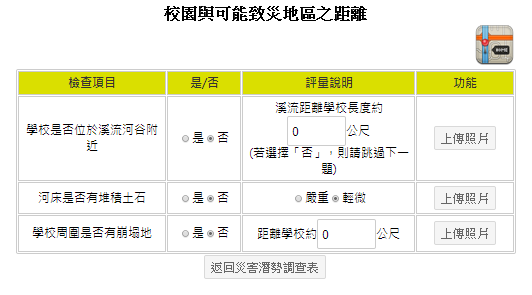 校園與可能致災地區之距離
檢查項目 是/否 評量說明 功能
學校是否位於溪流河谷附近 是 否 溪流距離學校長度約
0 公尺
(若選擇「否」，則請跳過下一題) 上傳照片
河床是否有堆積土石 是 否 嚴重 輕微 上傳照片
學校周圍是否有崩塌地 是 否 距離學校約 0 公尺 上傳照片
返回災害潛勢調查表